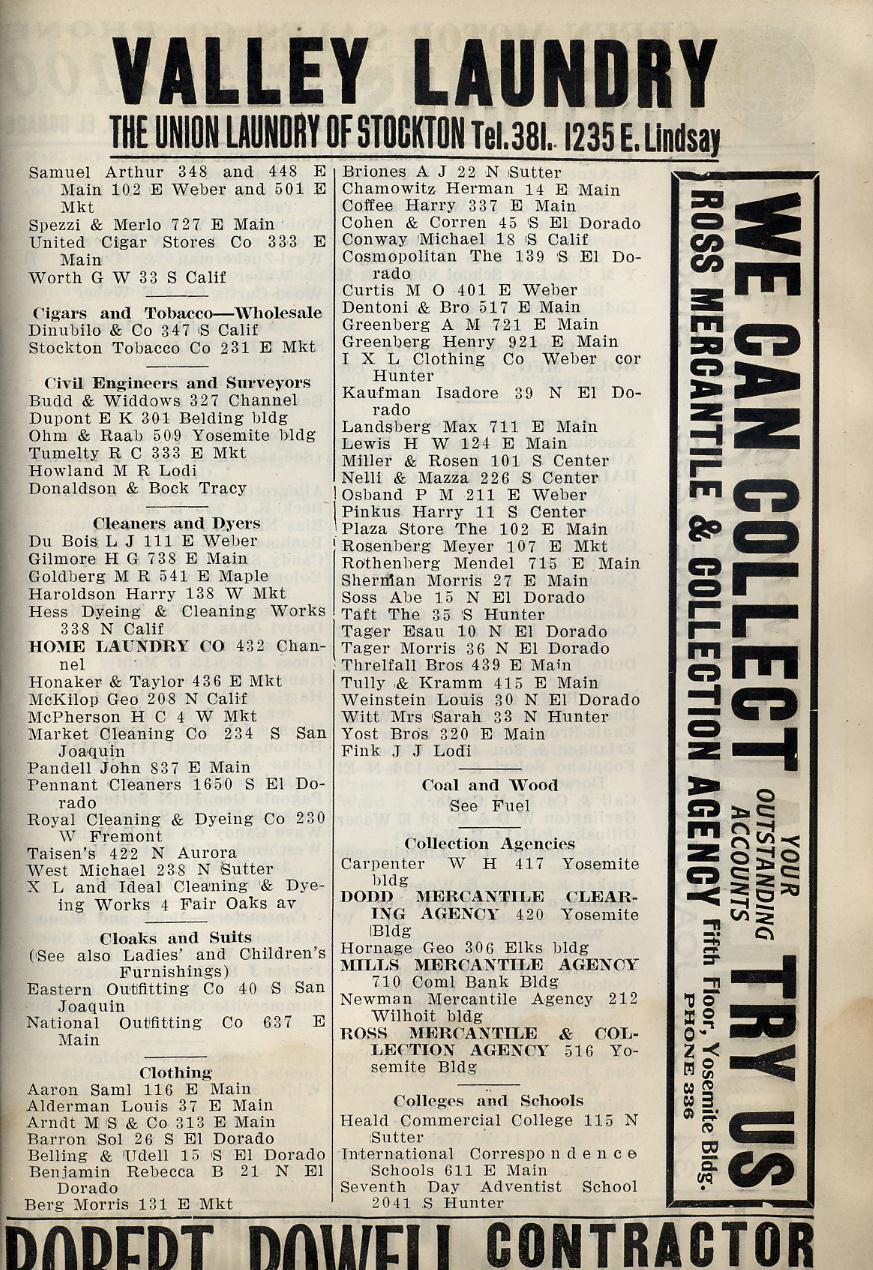 VALLEY LAUNDRY
THE UNION LAUNDRY OF STOCKTON Tel. 381. 1235 E. Lindsay
Samuel Arthur 348 and 448 E
Main 102 E Weber and 501 E
Mkt
Spezzi & Merlo 727 E Main
United Cigar Stores Co 333 E
Main
Worth G W 33 S Calif
Cigars and Tobacco—Wholesale
Dinubilo & Co 347 S Calif
Stockton Tobacco Co 231 E Mkt
Civil Engineers and Surveyors
Budd & Widdows 327 Channel
Dupont E K 301 Belding bldg
Ohm & Raab 509 Yosemite bldg
Tumelty R C 333 E Mkt
Howland M R Lodi
Donaldson & Bock Tracy
Cleaners and Dyers
Du Bois L J 111 E Weber
Gilmore H G 738 E Main
Goldberg M R 541 E Maple
Haroldson Harry 138 W Mkt
Hess Dyeing & Cleaning Works
338 N Calif
HOME LAUNDRY CO 432 Chan-
nel
Honaker & Taylor 436 E Mkt
McKilop Geo 208 N Calif
McPherson H C 4 W Mkt
Market Cleaning Co 234 S San
Joaquin
Pandell John 837 E Main
Pennant Cleaners 1650 S El Do-
rado
Royal Cleaning & Dyeing Co 230
W Fremont
Taisen's 422 N Aurora
West Michael 238 N Sutter
X L and Ideal Cleaning & Dye-
ing Works 4 Fair Oaks av
Cloaks and Suits
(See also Ladies' and Children's
Furnishings)
Eastern Outfitting Co 40 S San
Joaquin
National Outfitting Co 637 E
Main
Clothing
Aaron Saml 116 E Main
Alderman Louis 37 E Main
Arndt M S & Co 313 E Main
Barron Sol 26 S El Dorado
Belling & Udell 15 S El Dorado
Benjamin Rebecca B 21 N El
Dorado
Berg Morris 131 E Mkt
Briones A J 22 N Sutter
Chamowitz Herman 14 E Main
Coffee Harry 337 E Main
Cohen & Corren 45 S El Dorado
Conway Michael 18 S Calif
Cosmopolitan The 139 S El Do-
rado
Curtis M O 401 E Weber
Dentoni & Bro 517 E Main
Greenberg A M 721 E Main
Greenberg Henry 921 E Main
I X L Clothing Co Weber cor
Hunter
Kaufman Isadore 39 N El Do-
rado
Landsberg Max 711 E Main
Lewis H W 124 E Main
Miller & Rosen 101 S Center
Nelli & Mazza 226 S Center
Osband P M 211 E Weber
Pinkus Harry 11 S Center
Plaza Store The 102 E Main
Rosenberg Meyer 107 E Mkt
Rothenberg Mendel 715 E Main
Sherman Morris 27 E Main
Soss Abe 15 N El Dorado
Taft The 35 S Hunter
Tager Esau 10 N El Dorado
Tager Morris 36 N El Dorado
Threlfall Bros 439 E Main
Tully & Kramm 415 E Main
Weinstein Louis 30 N El Dorado
Witt Mrs Sarah 33 N Hunter
Yost Bros 320 E Main
Fink J J Lodi
Coal and Wood
See Fuel
Collection Agencies
Carpenter W H 417 Yosemite
bldg
DODD MERCANTILE CLEAR-
ING AGENCY 420 Yosemite
Bldg
Hornage Geo 306 Elks bldg
MILLS MERCANTILE AGENCY
710 Coml Bank Bldg
Newman Mercantile Agency 212
Wilhoit bldg
ROSS MERCANTILE & COL-
LECTION AGENCY 516 Yo-
semite Bldg
Colleges and Schools
Heald Commercial College 115 N
Sutter
International Correspondence
Schools 611 E Main
Seventh Day Adventist School
2041 S Hunter
WE CAN COLLECT YOUR OUTSTANDING ACCOUNTS TRY US
ROSS MERCANTILE & COLLECTION AGENCY Fifth Floor, Yosemite Bldg.
PHONE 336
ROBERT POWELL CONTRACTOR